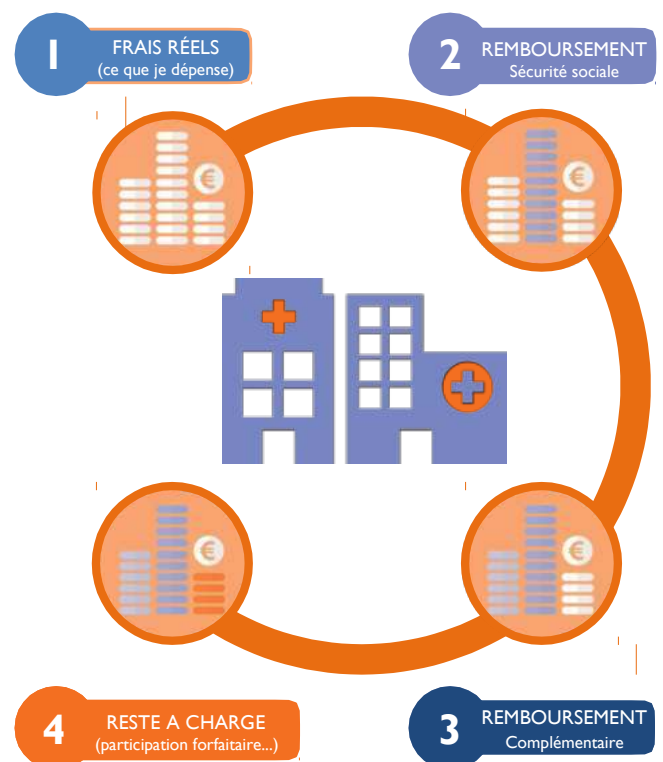 1
FRAIS RÉELS
(ce que je dépense)
2
REMBOURSEMENT
Sécurité sociale
€
€
€
€
4
RESTE A CHARGE
(participation forfaitaire...)
3
REMBOURSEMENT
Complémentaire